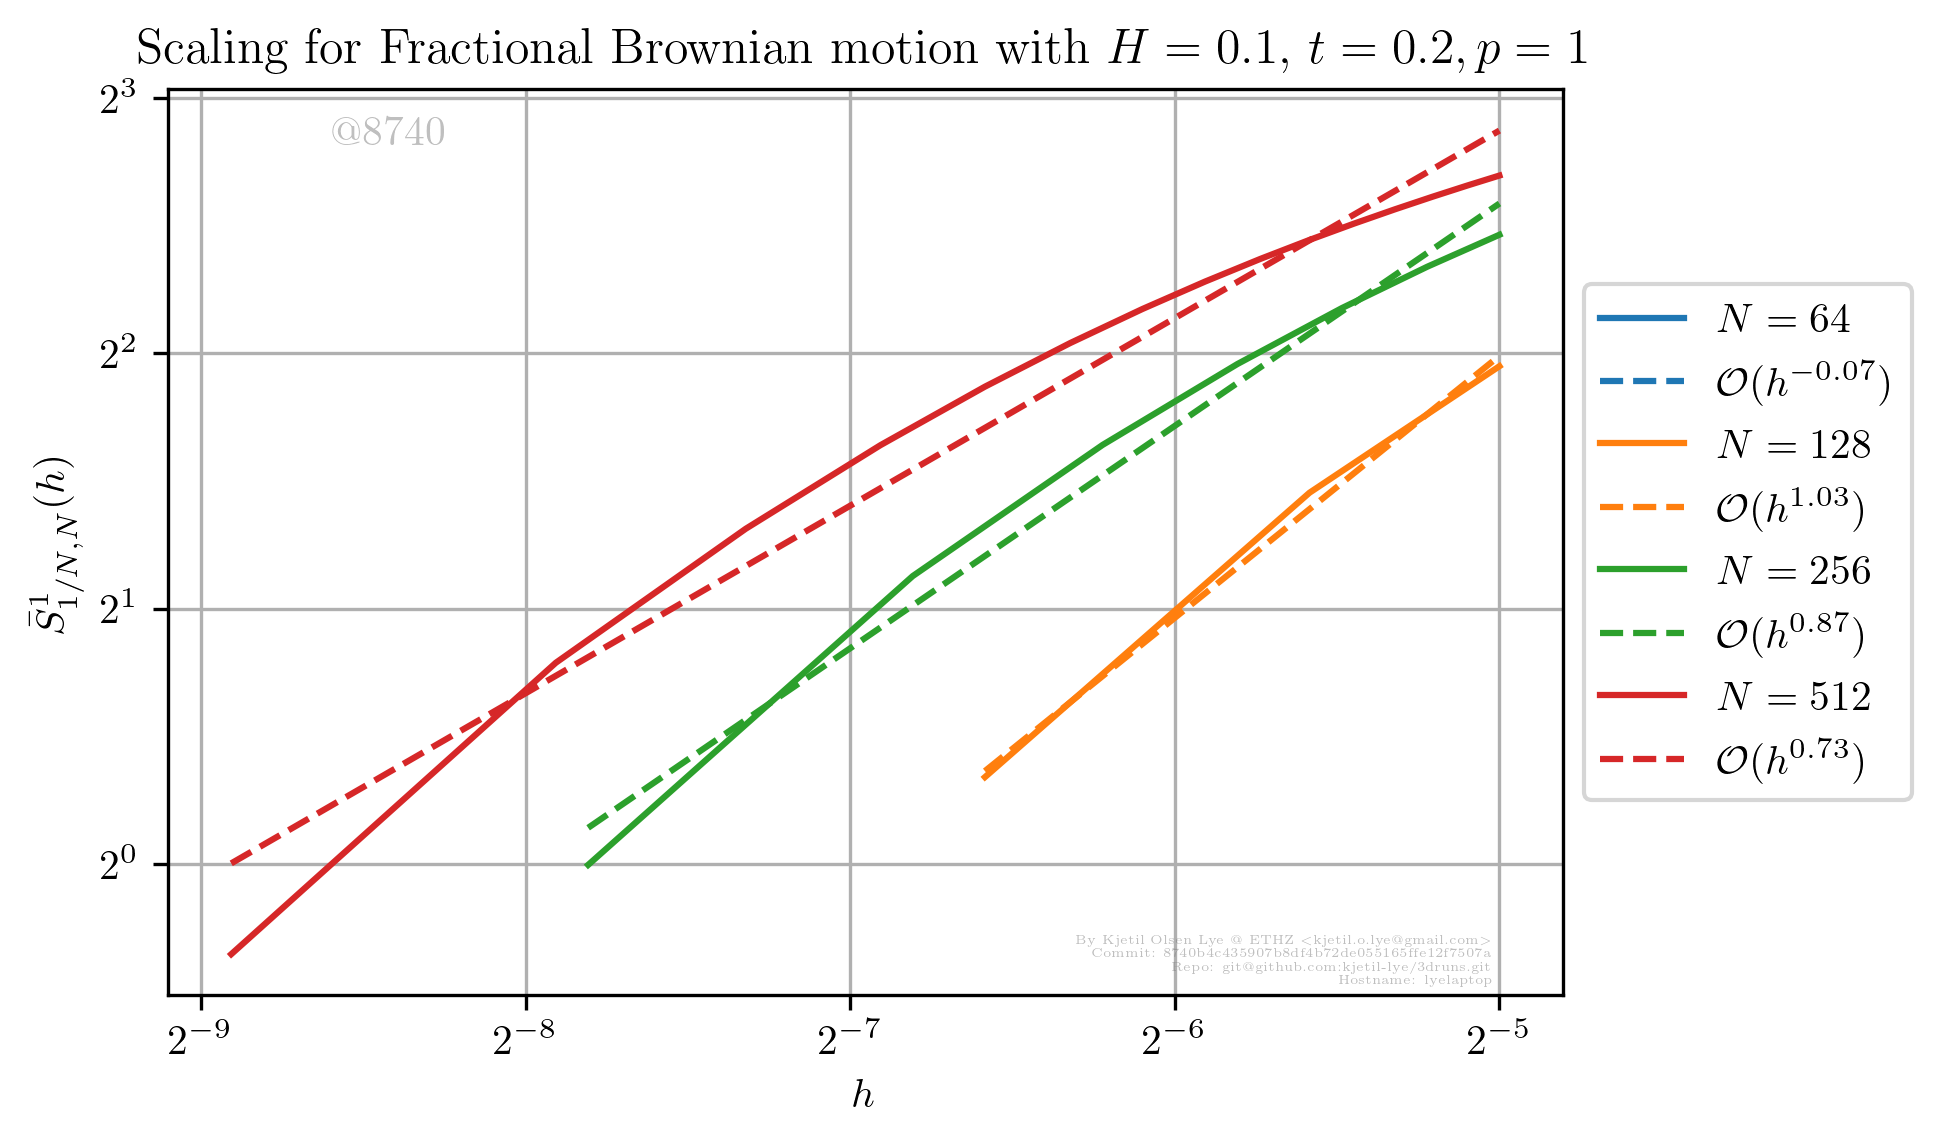 Scaling for Fractional Brownian motion with H = 0.1, t = 0.2, p = 1
@8740
2^3
2^2
2^1
2^0
S̄^1_{1/N,N}(h)
2^{-9} 2^{-8} 2^{-7} 2^{-6} 2^{-5}
h
N = 64
𝒪(h^{-0.07})
N = 128
𝒪(h^{1.03})
N = 256
𝒪(h^{0.87})
N = 512
𝒪(h^{0.73})
By Kjetil Olsen Lye @ ETHZ <kjetil.o.lye@gmail.com>
Commit: 8740b4c435907b8df4b72de055165ffe12f7507a
Repo: git@github.com:kjetil-lye/3druns.git
Hostname: lyelaptop